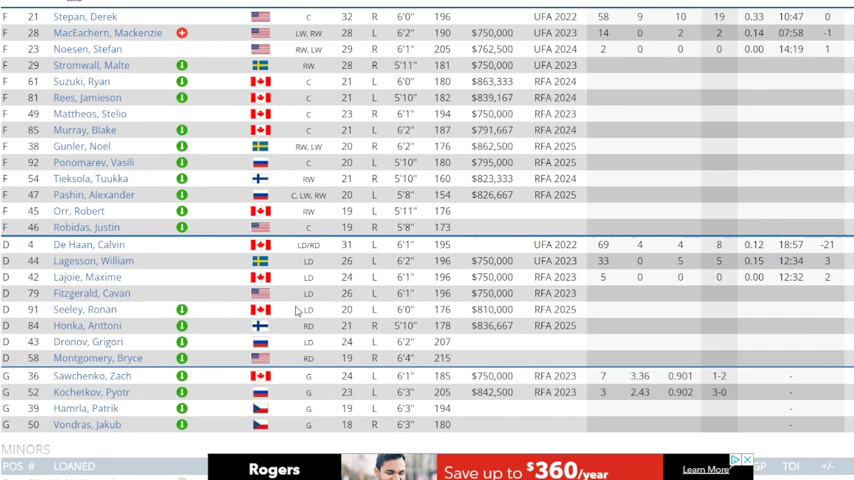 F 21 Stepan, Derek C 32 R 6'0" 196 UFA 2022 58 9 10 19 0.33 10:47 0
F 28 MacEachern, Mackenzie LW, RW 28 L 6'2" 190 $750,000 UFA 2023 14 0 2 2 0.14 07:58 -1
F 23 Noesen, Stefan RW, LW 29 R 6'1" 205 $762,500 UFA 2024 2 0 0 0 0.00 14:19 1
F 29 Stromwall, Malte RW 28 R 5'11" 181 $750,000 UFA 2023
F 61 Suzuki, Ryan C 21 L 6'0" 180 $863,333 RFA 2024
F 81 Rees, Jamieson C 21 L 5'10" 182 $839,167 RFA 2024
F 49 Mattheos, Stelio C 23 R 6'1" 194 $750,000 RFA 2023
F 85 Murray, Blake C 21 L 6'2" 187 $791,667 RFA 2024
F 38 Gunler, Noel RW, LW 20 R 6'2" 176 $862,500 RFA 2025
F 92 Ponomarev, Vasili C 20 L 5'10" 180 $795,000 RFA 2025
F 54 Tieksola, Tuukka RW 21 R 5'10" 160 $823,333 RFA 2024
F 47 Pashin, Alexander C, LW, RW 20 L 5'8" 154 $826,667 RFA 2025
F 45 Orr, Robert RW 19 L 5'11" 176
F 46 Robidas, Justin C 19 R 5'8" 173
D 4 De Haan, Calvin LD/RD 31 L 6'1" 195 UFA 2022 69 4 4 8 0.12 18:57 -21
D 44 Lagesson, William LD 26 L 6'2" 196 $750,000 UFA 2023 33 0 5 5 0.15 12:34 3
D 42 Lajoie, Maxime LD 24 L 6'1" 196 $750,000 RFA 2023 5 0 0 0 0.00 12:32 2
D 79 Fitzgerald, Cavan LD 26 L 6'1" 196 $750,000 RFA 2023
D 91 Seeley, Ronan LD 20 L 6'0" 176 $810,000 RFA 2025
D 84 Honka, Anttoni RD 21 R 5'10" 178 $836,667 RFA 2025
D 43 Dronov, Grigori LD 24 L 6'2" 207
D 58 Montgomery, Bryce RD 19 R 6'4" 215
G 36 Sawchenko, Zach G 24 L 6'1" 185 $750,000 RFA 2023 7 3.36 0.901 1-2 -
G 52 Kochetkov, Pyotr G 23 L 6'3" 205 $842,500 RFA 2023 3 2.43 0.902 3-0 -
G 39 Hamrla, Patrik G 19 L 6'3" 194 -
G 50 Vondras, Jakub G 18 R 6'3" 180 -
MINORS
POS # LOANED GP TOI +/-
Rogers Save up to $360/year Learn More